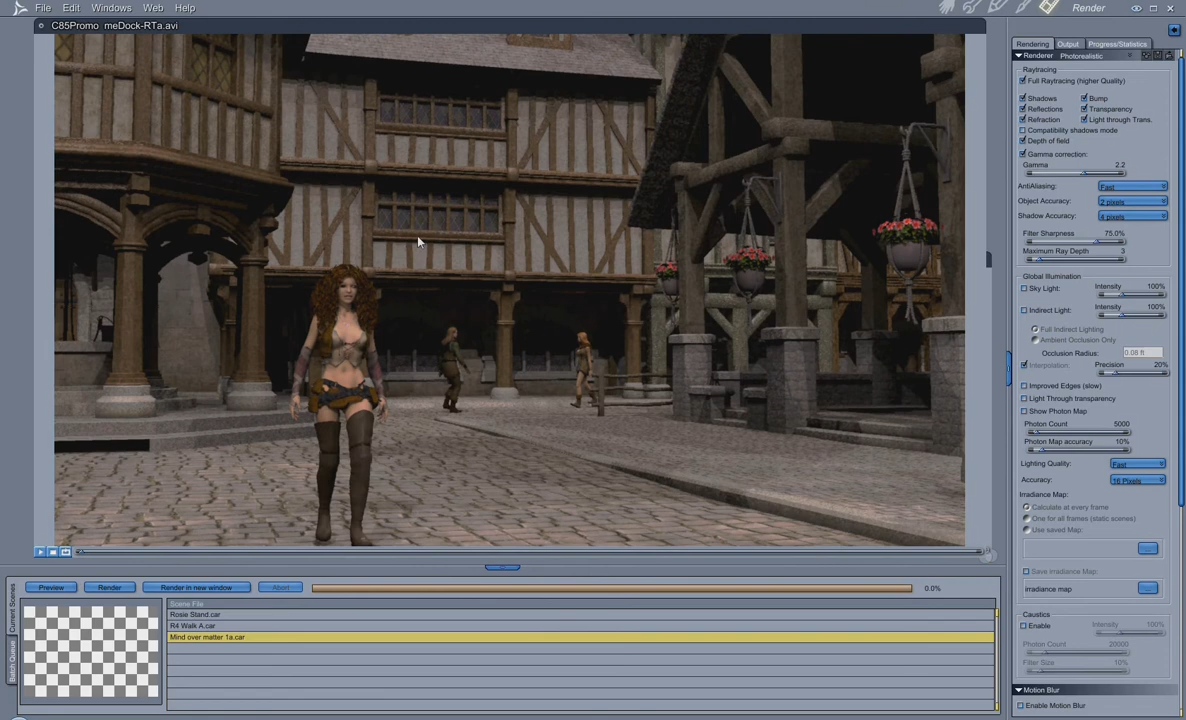 File Edit Windows Web Help
Render
C85Promo meDock-RTa.avi
Rendering Output Progress/Statistics
Renderer Photorealistic
Raytracing
Full Raytracing (higher Quality)
Shadows Bump
Reflections Transparency
Refraction Light through Trans.
Compatibility shadows mode
Depth of field
Gamma correction:
Gamma 2.2
AntiAliasing: Fast
Object Accuracy: 2 pixels
Shadow Accuracy: 4 pixels
Filter Sharpness 75.0%
Maximum Ray Depth 3
Global Illumination
Sky Light: Intensity 100%
Indirect Light: Intensity 100%
Full Indirect Lighting
Ambient Occlusion Only
Occlusion Radius: 0.08 ft
Interpolation: Precision 20%
Improved Edges (slow)
Light Through transparency
Show Photon Map
Photon Count 5000
Photon Map accuracy 10%
Lighting Quality: Fast
Accuracy: 16 Pixels
Irradiance Map:
Calculate at every frame
One for all frames (static scenes)
Use saved Map:
...
Save irradiance Map:
irradiance map ...
Caustics
Enable Intensity 100%
Photon Count 20000
Filter Size 10%
Motion Blur
Enable Motion Blur
Current Scenes
Batch Queue
Preview Render Render in new window Abort 0.0%
Scene File
Rosie Stand.car
R4 Walk A.car
Mind over matter 1a.car